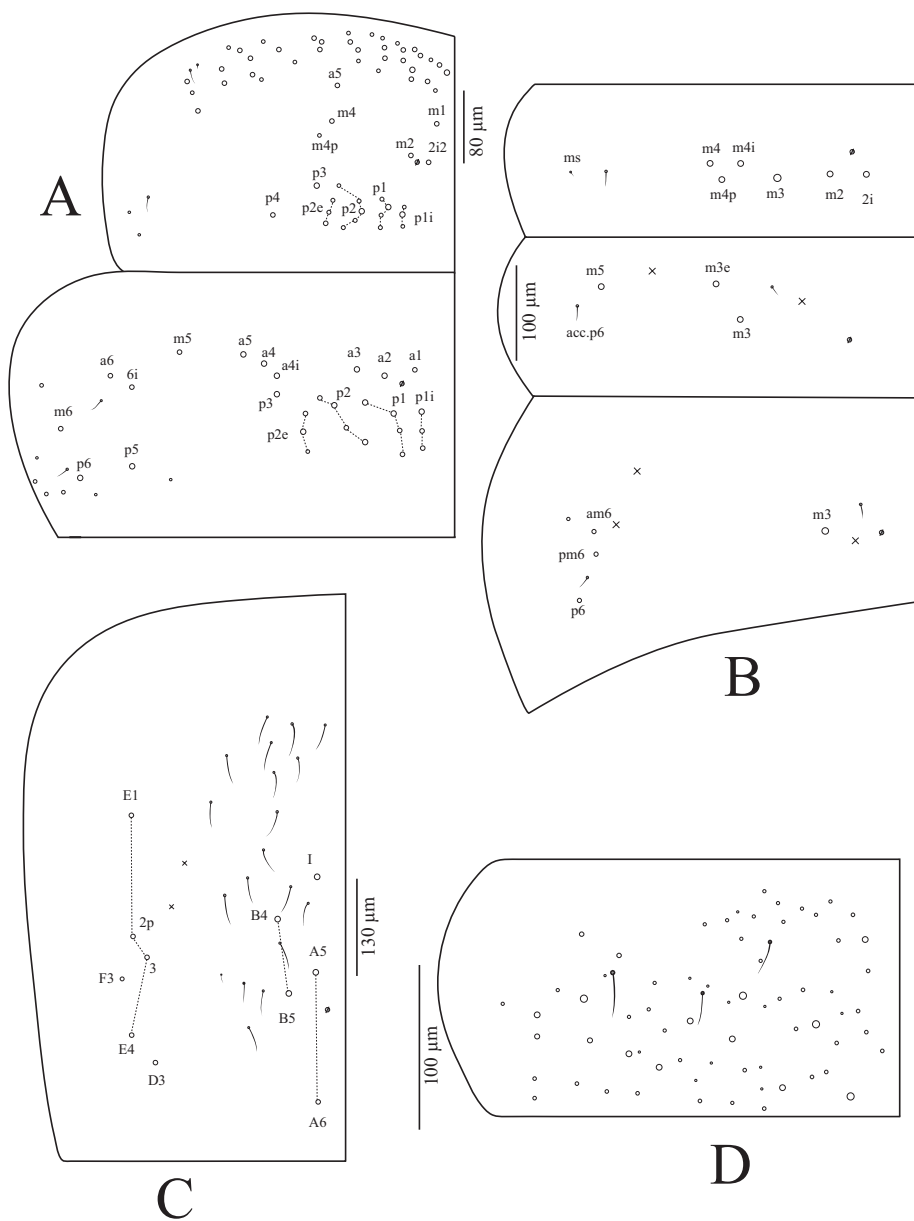 a5
m4
m1
m4p
m2
2i2
80 μm
p3
p4
p2e
p2
p1
p1i
A
m5
a5
a4
a6
6i
a4i
a3
a2
a1
p3
p2
p1
p1i
m6
p2e
p6
p5
ms
m4
m4i
m4p
m3
m2
2i
100 μm
m5
m3e
acc.p6
m3
am6
m3
pm6
p6
B
E1
I
2p
B4
130 μm
3
A5
F3
B5
E4
D3
A6
C
100 μm
D